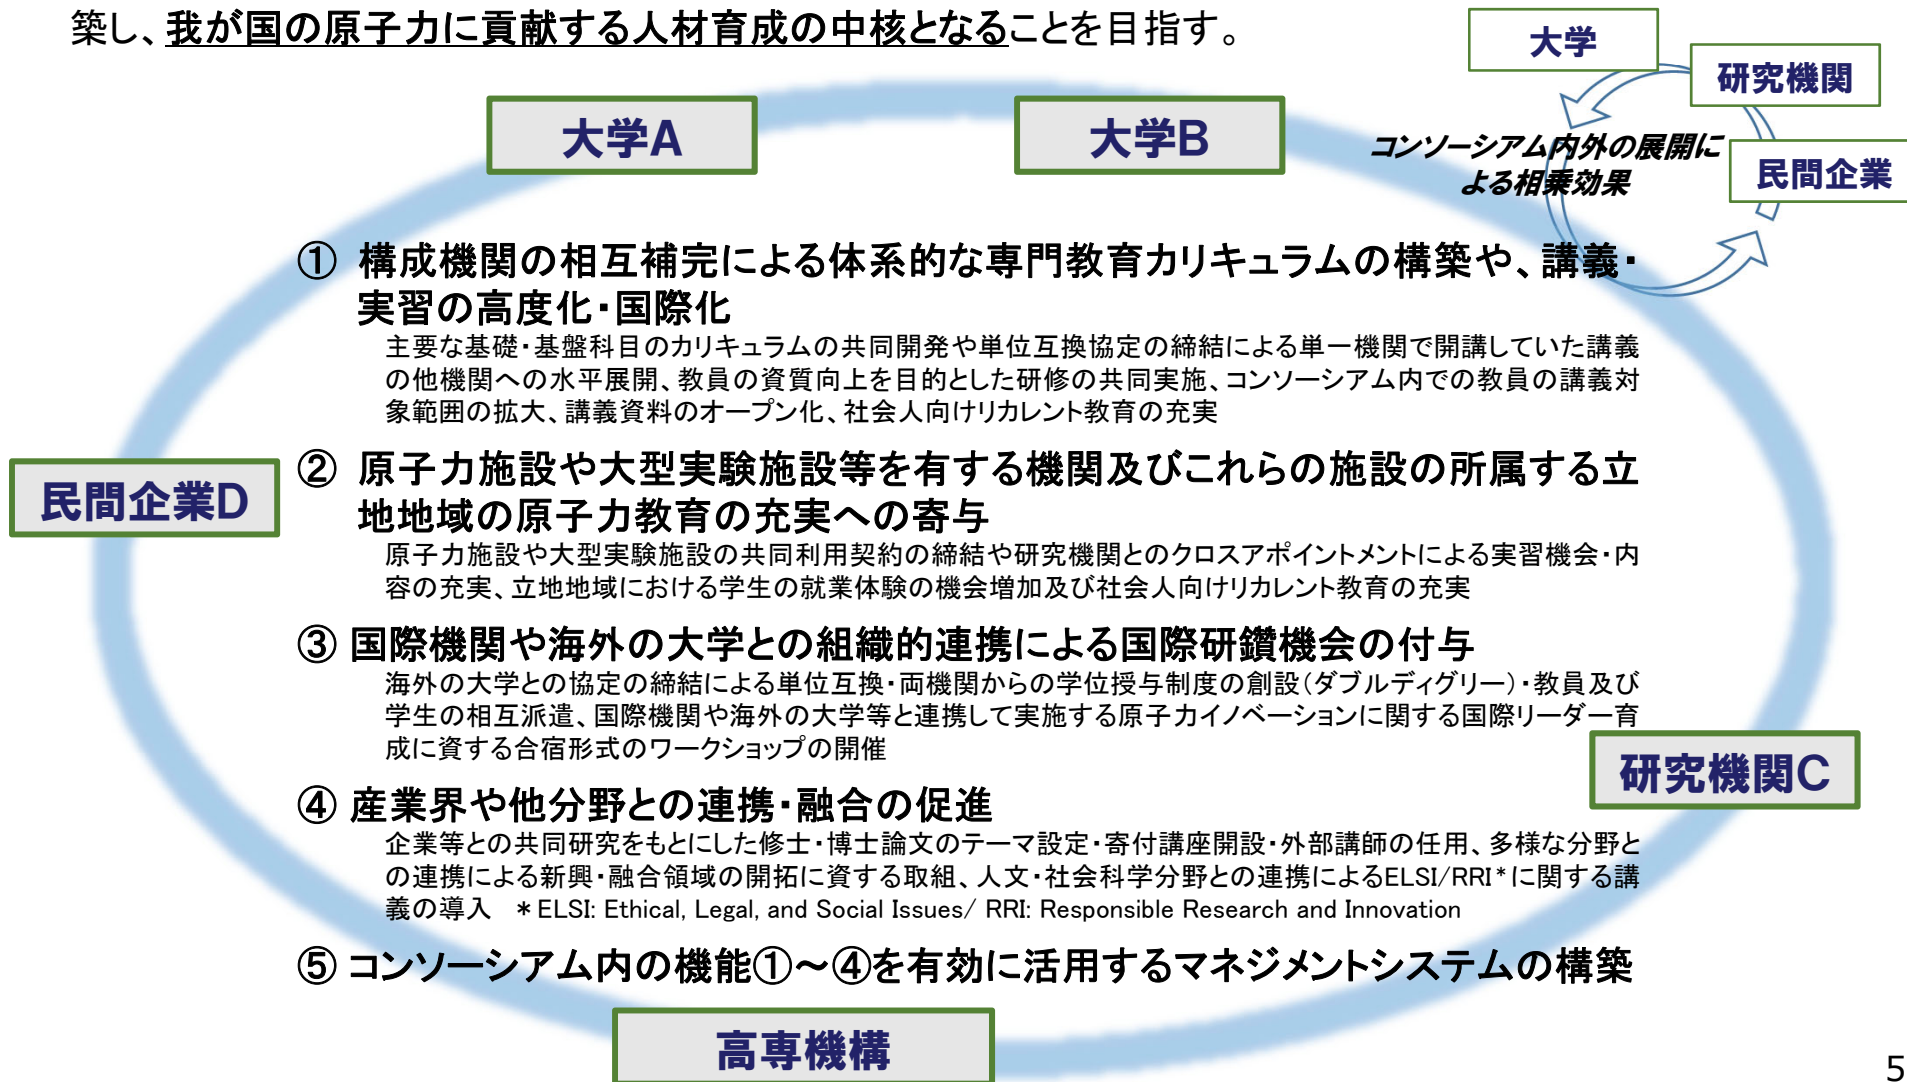 築し、我が国の原子力に貢献する人材育成の中核となることを目指す。
大学
研究機関
民間企業
コンソーシアム内外の展開に
よる相乗効果
大学A
大学B
① 構成機関の相互補完による体系的な専門教育カリキュラムの構築や、講義・
実習の高度化・国際化
主要な基礎・基盤科目のカリキュラムの共同開発や単位互換協定の締結による単一機関で開講していた講義
の他機関への水平展開、教員の資質向上を目的とした研修の共同実施、コンソーシアム内での教員の講義対
象範囲の拡大、講義資料のオープン化、社会人向けリカレント教育の充実
民間企業D
② 原子力施設や大型実験施設等を有する機関及びこれらの施設の所属する立
地地域の原子力教育の充実への寄与
原子力施設や大型実験施設の共同利用契約の締結や研究機関とのクロスアポイントメントによる実習機会・内
容の充実、立地地域における学生の就業体験の機会増加及び社会人向けリカレント教育の充実
③ 国際機関や海外の大学との組織的連携による国際研鑽機会の付与
海外の大学との協定の締結による単位互換・両機関からの学位授与制度の創設（ダブルディグリー）・教員及び
学生の相互派遣、国際機関や海外の大学等と連携して実施する原子力イノベーションに関する国際リーダー育
成に資する合宿形式のワークショップの開催
研究機関C
④ 産業界や他分野との連携・融合の促進
企業等との共同研究をもとにした修士・博士論文のテーマ設定・寄付講座開設・外部講師の任用、多様な分野と
の連携による新興・融合領域の開拓に資する取組、人文・社会科学分野との連携によるELSI/RRI*に関する講
義の導入　＊ELSI: Ethical, Legal, and Social Issues/ RRI: Responsible Research and Innovation
⑤ コンソーシアム内の機能①～④を有効に活用するマネジメントシステムの構築
高専機構
5